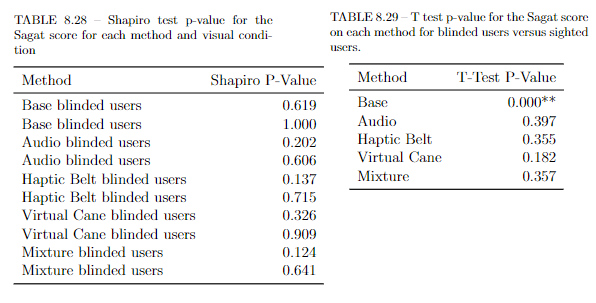 TABLE 8.28 – Shapiro test p-value for the
Sagat score for each method and visual condi-
tion
Method Shapiro P-Value
Base blinded users 0.619
Base blinded users 1.000
Audio blinded users 0.202
Audio blinded users 0.606
Haptic Belt blinded users 0.137
Haptic Belt blinded users 0.715
Virtual Cane blinded users 0.326
Virtual Cane blinded users 0.909
Mixture blinded users 0.124
Mixture blinded users 0.641
TABLE 8.29 – T test p-value for the Sagat score
on each method for blinded users versus sighted
users.
Method T-Test P-Value
Base 0.000**
Audio 0.397
Haptic Belt 0.355
Virtual Cane 0.182
Mixture 0.357